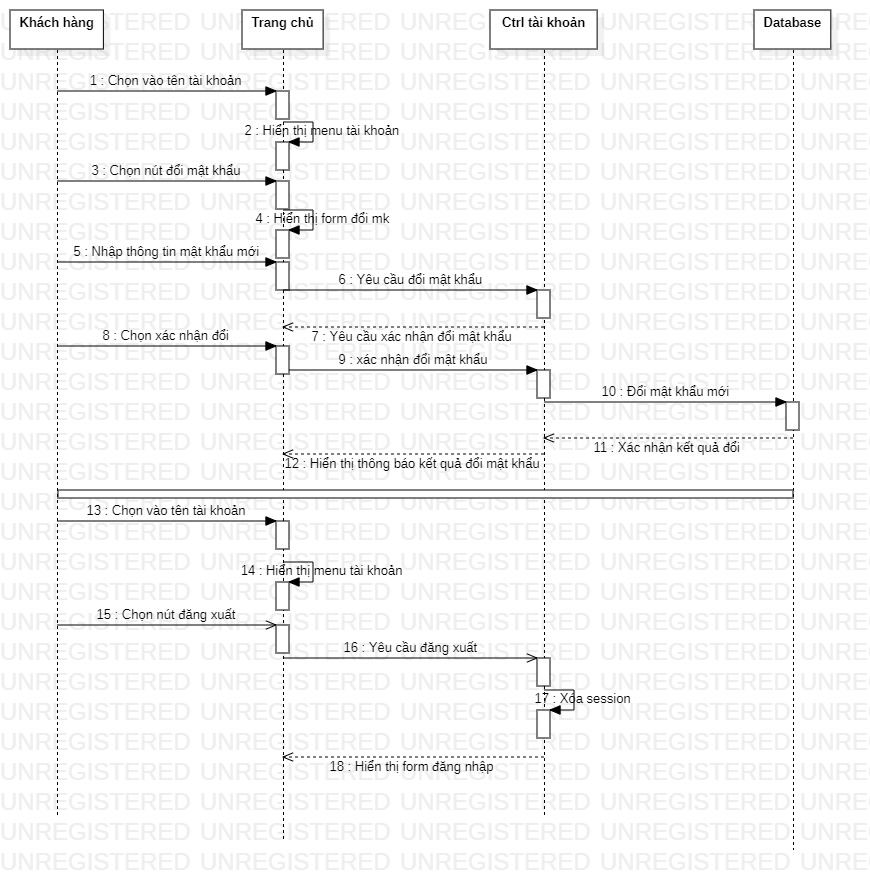 Khách hàng
Trang chủ
Ctrl tài khoản
Database
1 : Chọn vào tên tài khoản
2 : Hiển thị menu tài khoản
3 : Chọn nút đổi mật khẩu
4 : Hiển thị form đổi mk
5 : Nhập thông tin mật khẩu mới
6 : Yêu cầu đổi mật khẩu
7 : Yêu cầu xác nhận đổi mật khẩu
8 : Chọn xác nhận đổi
9 : xác nhận đổi mật khẩu
10 : Đổi mật khẩu mới
11 : Xác nhận kết quả đổi
12 : Hiển thị thông báo kết quả đổi mật khẩu
13 : Chọn vào tên tài khoản
14 : Hiển thị menu tài khoản
15 : Chọn nút đăng xuất
16 : Yêu cầu đăng xuất
17 : Xóa session
18 : Hiển thị form đăng nhập
UNREGISTERED